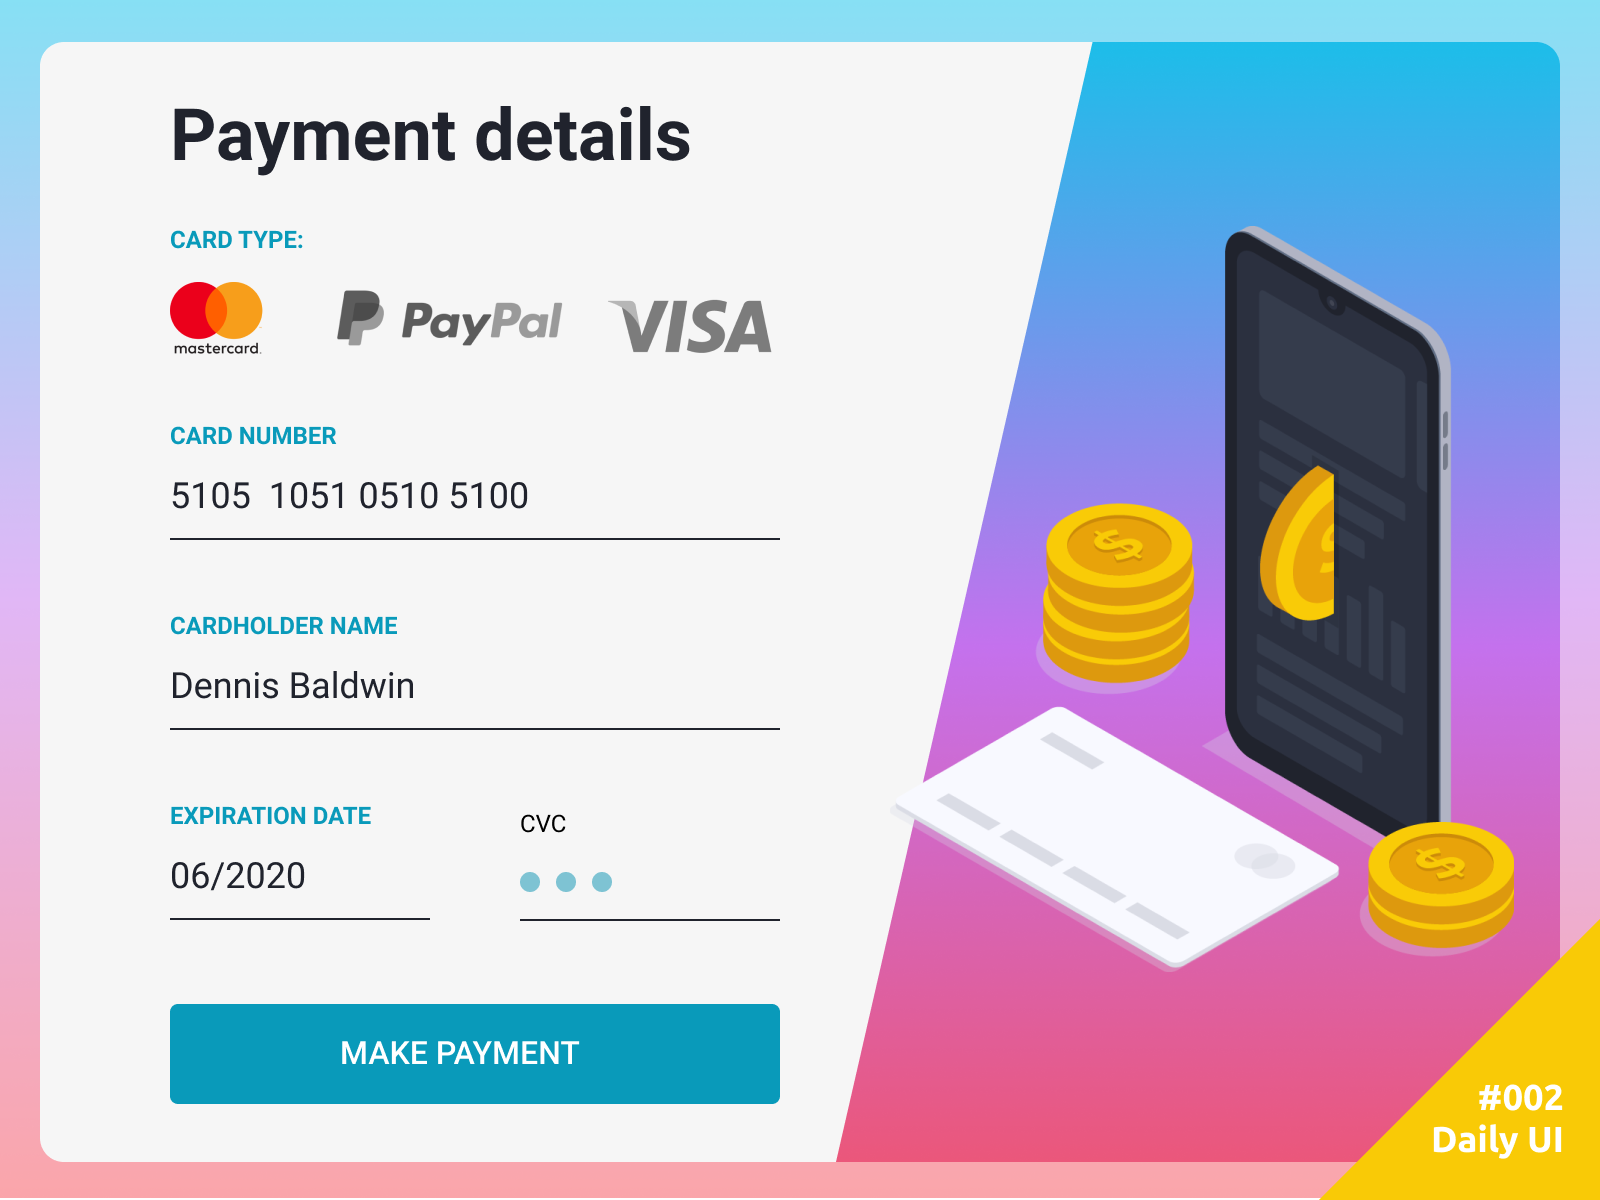 Payment details
CARD TYPE:
mastercard.
PayPal
VISA
CARD NUMBER
5105 1051 0510 5100
CARDHOLDER NAME
Dennis Baldwin
EXPIRATION DATE
CVC
06/2020
MAKE PAYMENT
$
$
$
#002
Daily UI